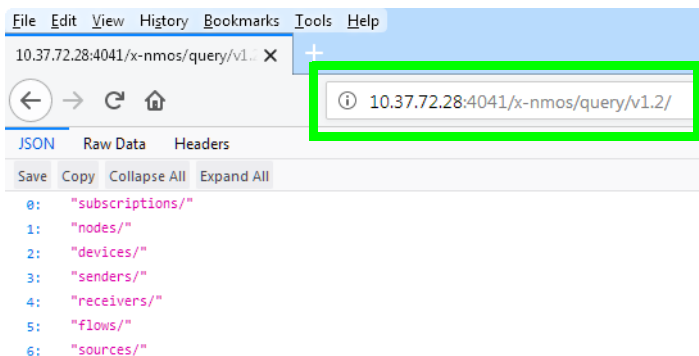 File Edit View History Bookmarks Tools Help
10.37.72.28:4041/x-nmos/query/v1.
10.37.72.28:4041/x-nmos/query/v1.2/
JSON Raw Data Headers
Save Copy Collapse All Expand All
0: "subscriptions/"
1: "nodes/"
2: "devices/"
3: "senders/"
4: "receivers/"
5: "flows/"
6: "sources/"